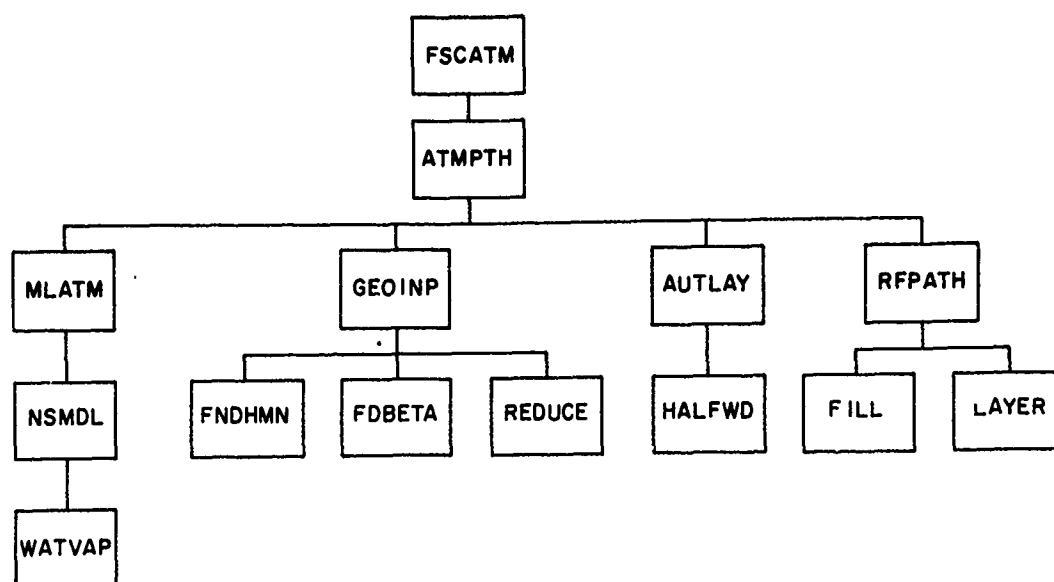 FSCATM
ATMPTH
MLATM
GEOINP
AUTLAY
RFPATH
NSMDL
FNDHMN
FDBETA
REDUCE
HALFWD
FILL
LAYER
WATVAP